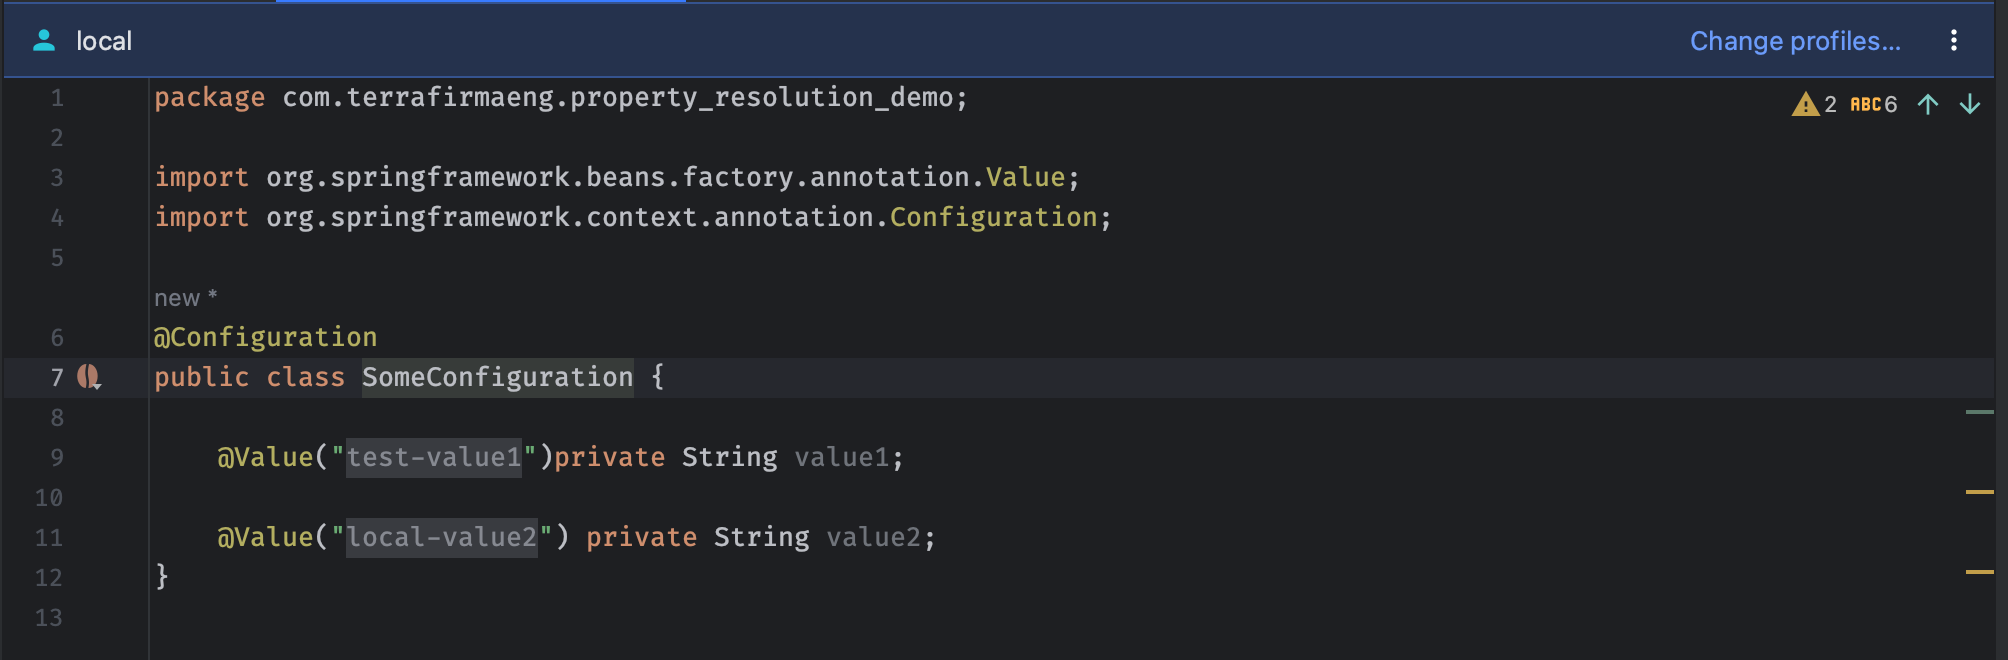 local Change profiles...
1 package com.terrafirmaeng.property_resolution_demo; 2 ABC 6
2
3 import org.springframework.beans.factory.annotation.Value;
4 import org.springframework.context.annotation.Configuration;
5
new *
6 @Configuration
7 public class SomeConfiguration {
8
9 @Value("test-value1")private String value1;
10
11 @Value("local-value2") private String value2;
12 }
13